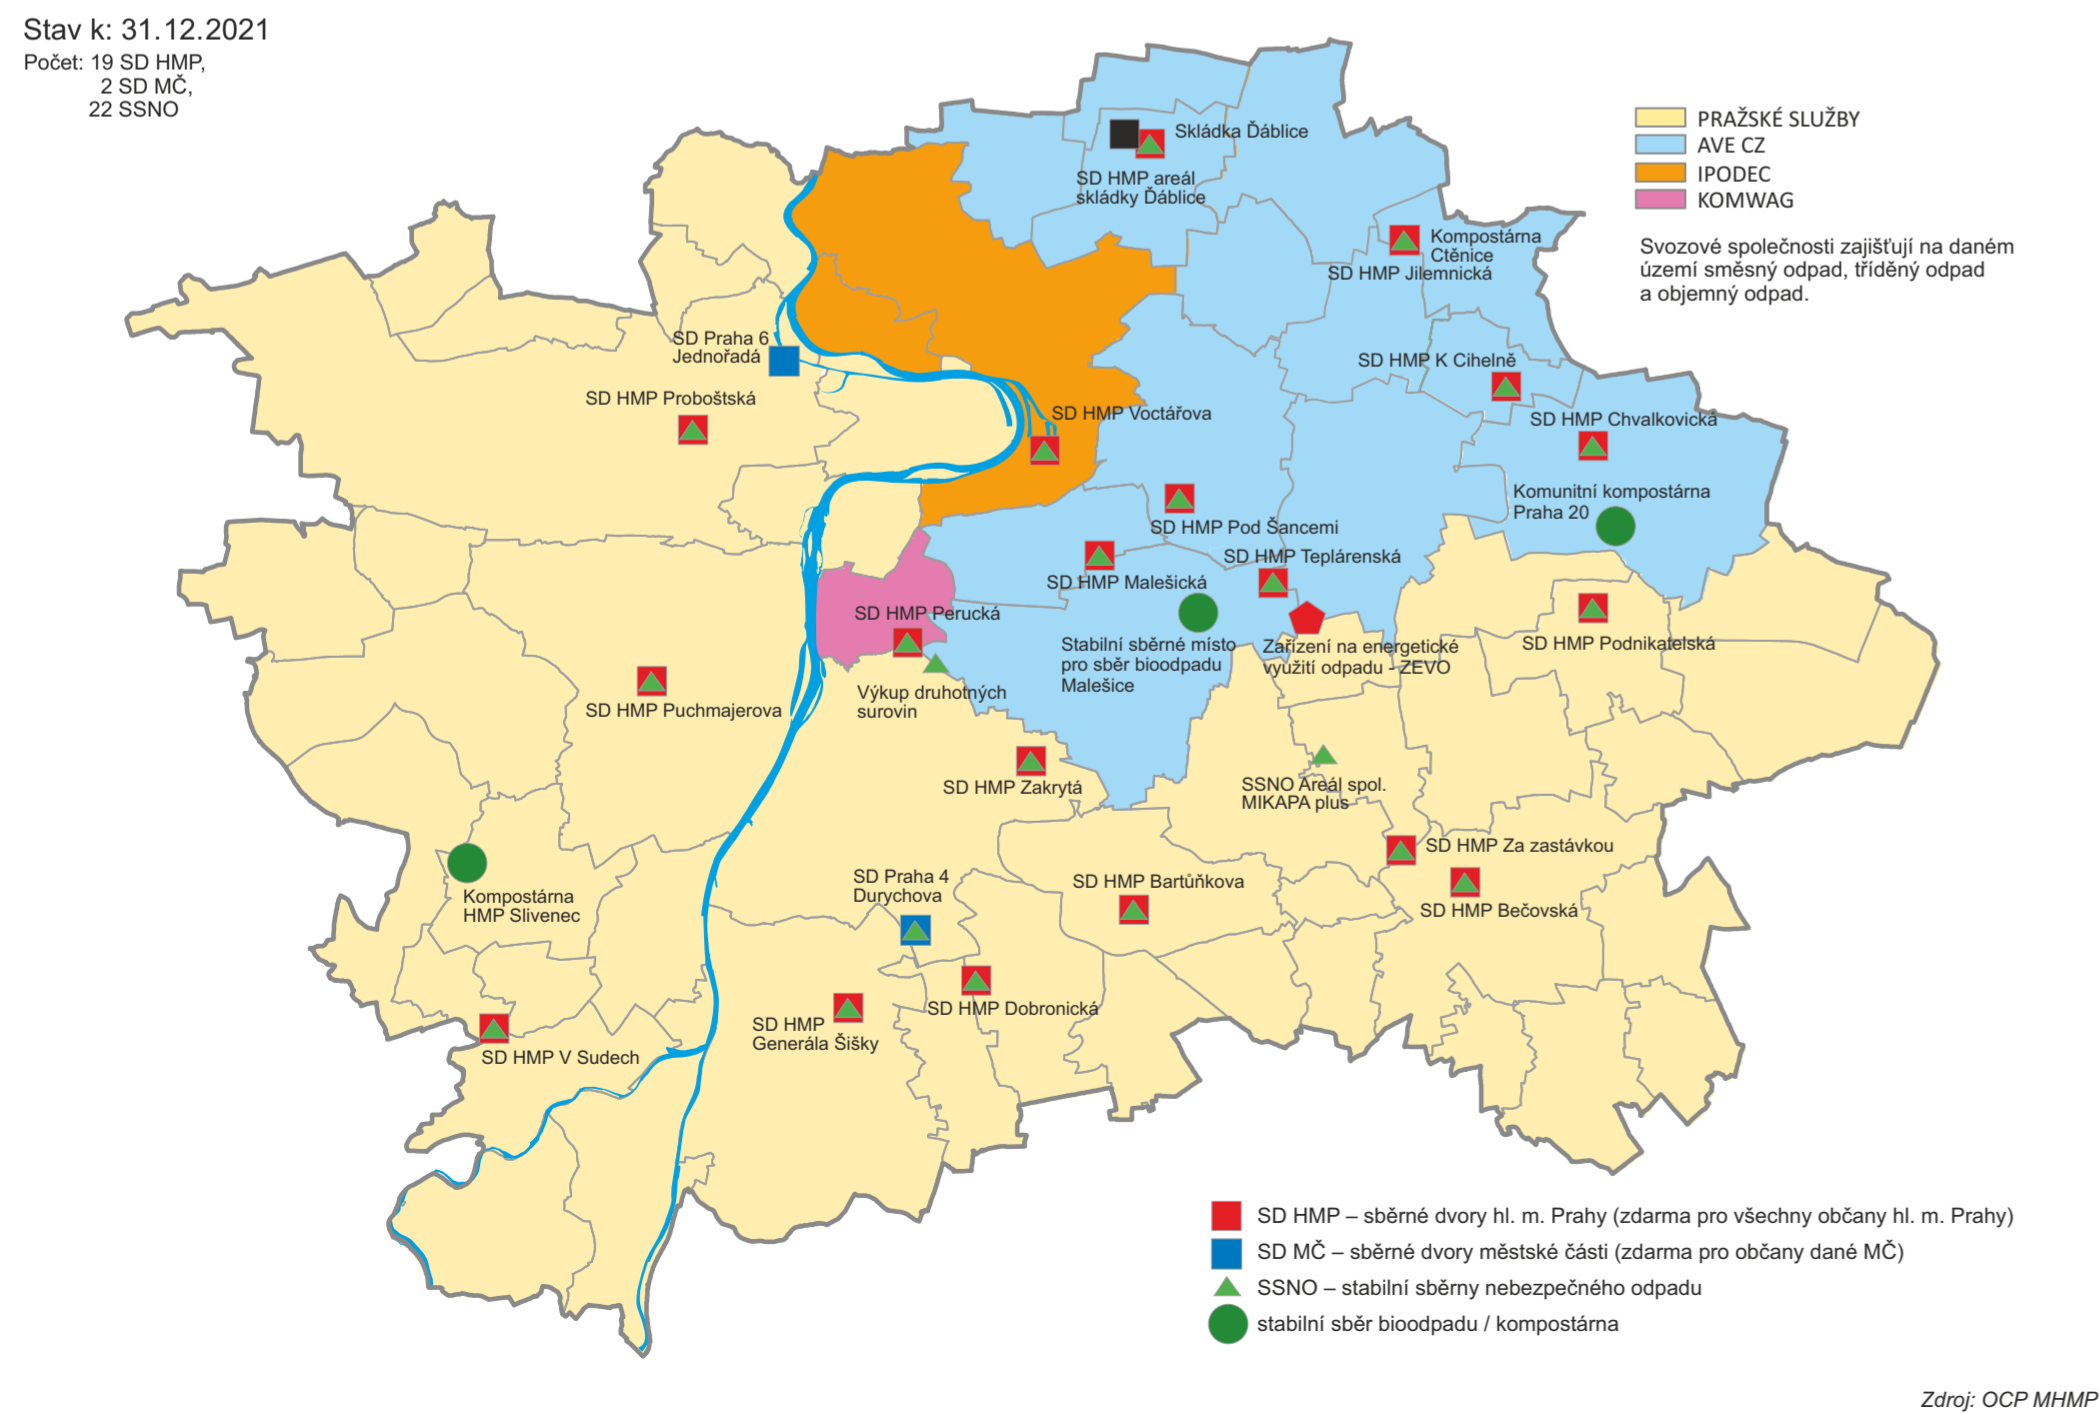 Stav k: 31.12.2021
Počet: 19 SD HMP,
2 SD MČ,
22 SSNO
PRAŽSKÉ SLUŽBY
AVE CZ
IPODEC
KOMWAG
Svozové společnosti zajišťují na daném
území směsný odpad, tříděný odpad
a objemný odpad.
Skládka Ďáblice
SD HMP areál
skládky Ďáblice
Kompostárna
Ctěnice
SD HMP Jilemnická
SD Praha 6
Jednořadá
SD HMP K Cihelně
SD HMP Proboštská
SD HMP Voctářova
SD HMP Chvalkovická
Komunitní kompostárna
Praha 20
SD HMP Pod Šancemi
SD HMP Teplárenská
SD HMP Malešická
SD HMP Perucká
Stabilní sběrné místo
pro sběr bioodpadu
Malešice
Zařízení na energetické
využití odpadu - ZEVO
SD HMP Podnikatelská
Výkup druhotných
surovin
SD HMP Puchmajerova
SD HMP Zakrytá
SSNO Areál spol.
MIKAPA plus
SD HMP Za zastávkou
SD Praha 4
Durychova
SD HMP Bartůňkova
Kompostárna
HMP Slivenec
SD HMP Bečovská
SD HMP Dobronická
SD HMP
Generála Šišky
SD HMP V Sudech
SD HMP – sběrné dvory hl. m. Prahy (zdarma pro všechny občany hl. m. Prahy)
SD MČ – sběrné dvory městské části (zdarma pro občany dané MČ)
SSNO – stabilní sběrny nebezpečného odpadu
stabilní sběr bioodpadu / kompostárna
Zdroj: OCP MHMP